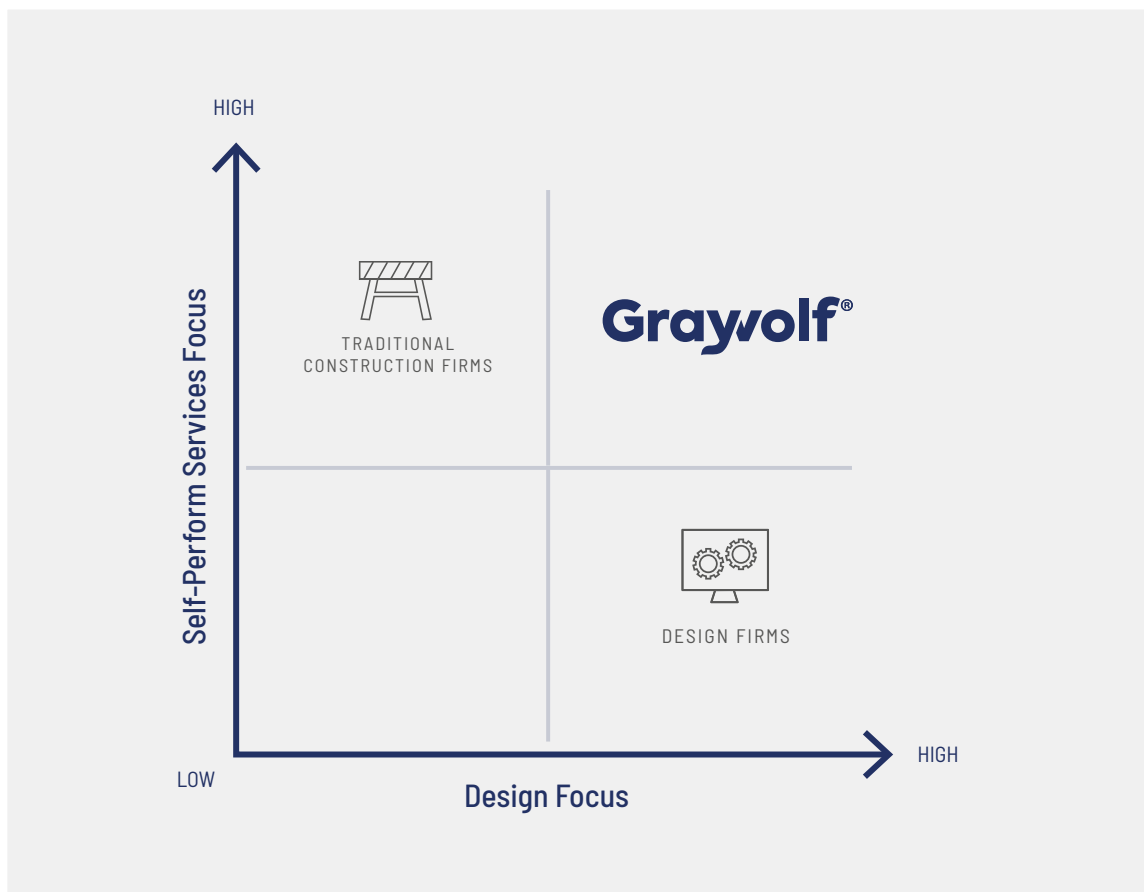 HIGH
Self-Perform Services Focus
TRADITIONAL
CONSTRUCTION FIRMS
Graywolf®
DESIGN FIRMS
LOW
HIGH
Design Focus